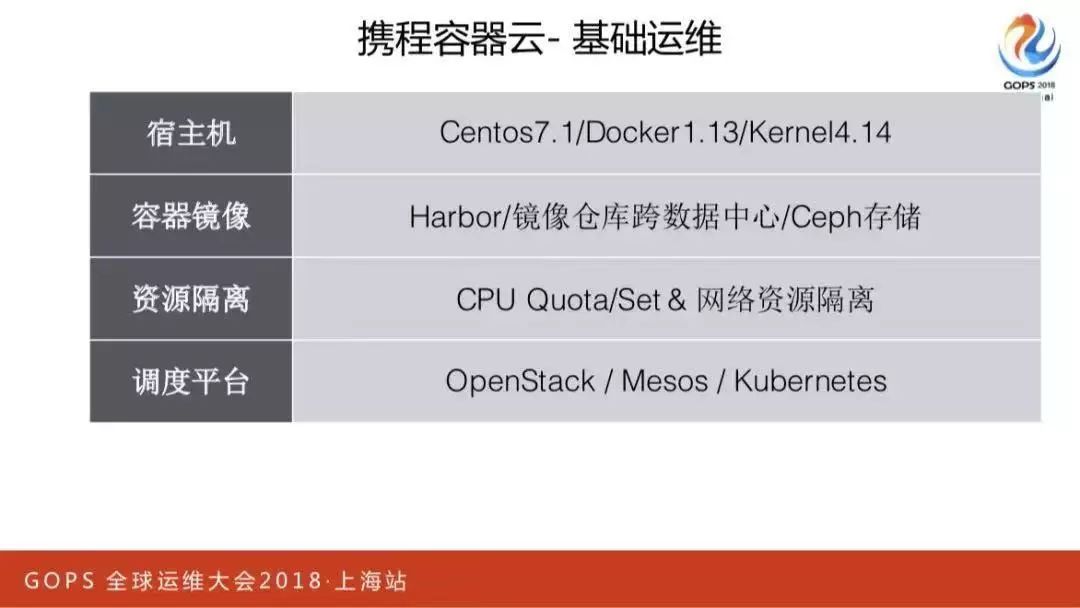 携程容器云- 基础运维
GOPS 2018
宿主机
Centos7.1/Docker1.13/Kernel4.14
容器镜像
Harbor/镜像仓库跨数据中心/Ceph存储
资源隔离
CPU Quota/Set & 网络资源隔离
调度平台
OpenStack / Mesos / Kubernetes
GOPS 全球运维大会2018·上海站